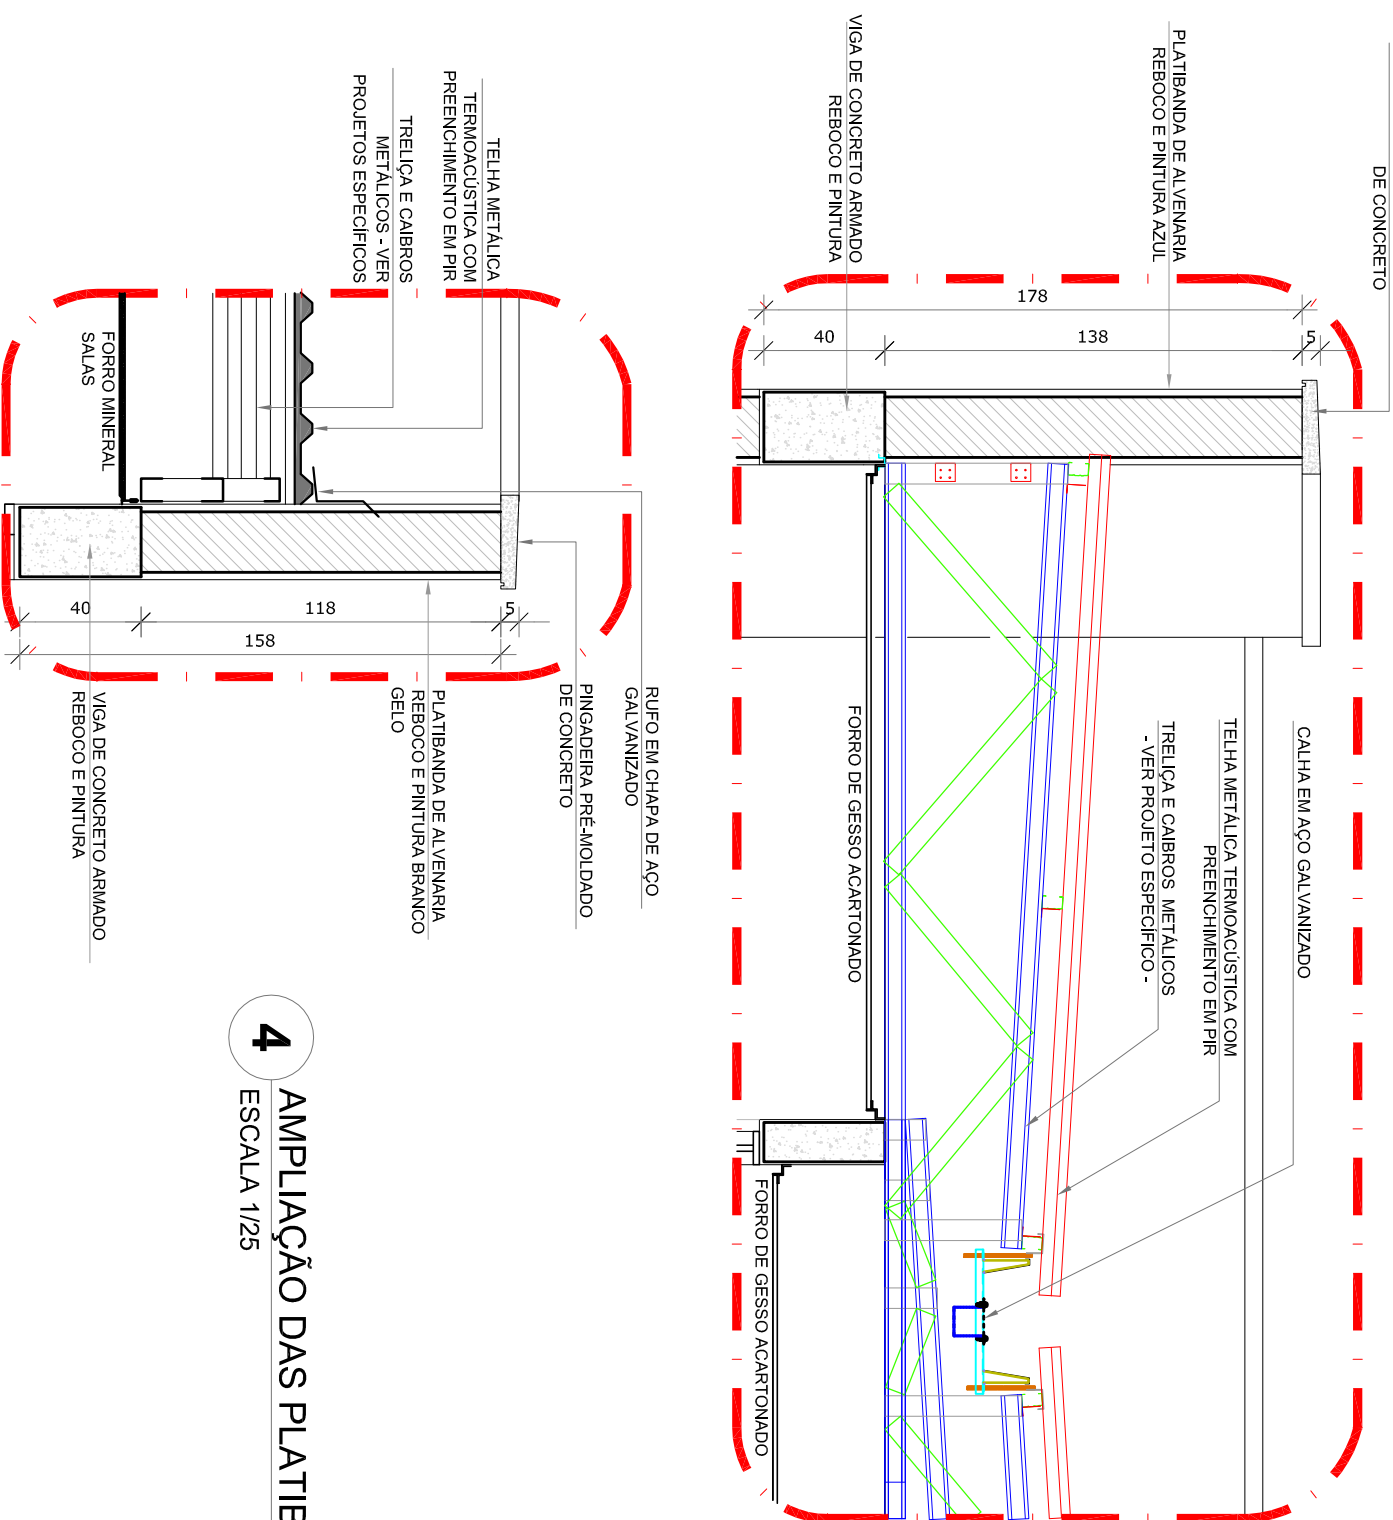 DE CONCRETO
PLATIBANDA DE ALVENARIA
REBOCO E PINTURA AZUL
VIGA DE CONCRETO ARMADO
REBOCO E PINTURA
178
40
138
5
CALHA EM AÇO GALVANIZADO
TELHA METÁLICA TERMOACÚSTICA COM
PREENCHIMENTO EM PIR
TRELIÇA E CAIBROS METÁLICOS
- VER PROJETO ESPECÍFICO -
FORRO DE GESSO ACARTONADO
FORRO DE GESSO ACARTONADO
TELHA METÁLICA
TERMOACÚSTICA COM
PREENCHIMENTO EM PIR
TRELIÇA E CAIBROS
METÁLICOS - VER
PROJETOS ESPECÍFICOS
FORRO MINERAL
SALAS
40
118
5
158
RUFO EM CHAPA DE AÇO
GALVANIZADO
PINGADEIRA PRÉ-MOLDADO
DE CONCRETO
PLATIBANDA DE ALVENARIA
REBOCO E PINTURA BRANCO
GELO
VIGA DE CONCRETO ARMADO
REBOCO E PINTURA
4
AMPLIAÇÃO DAS
ESCALA 1/25